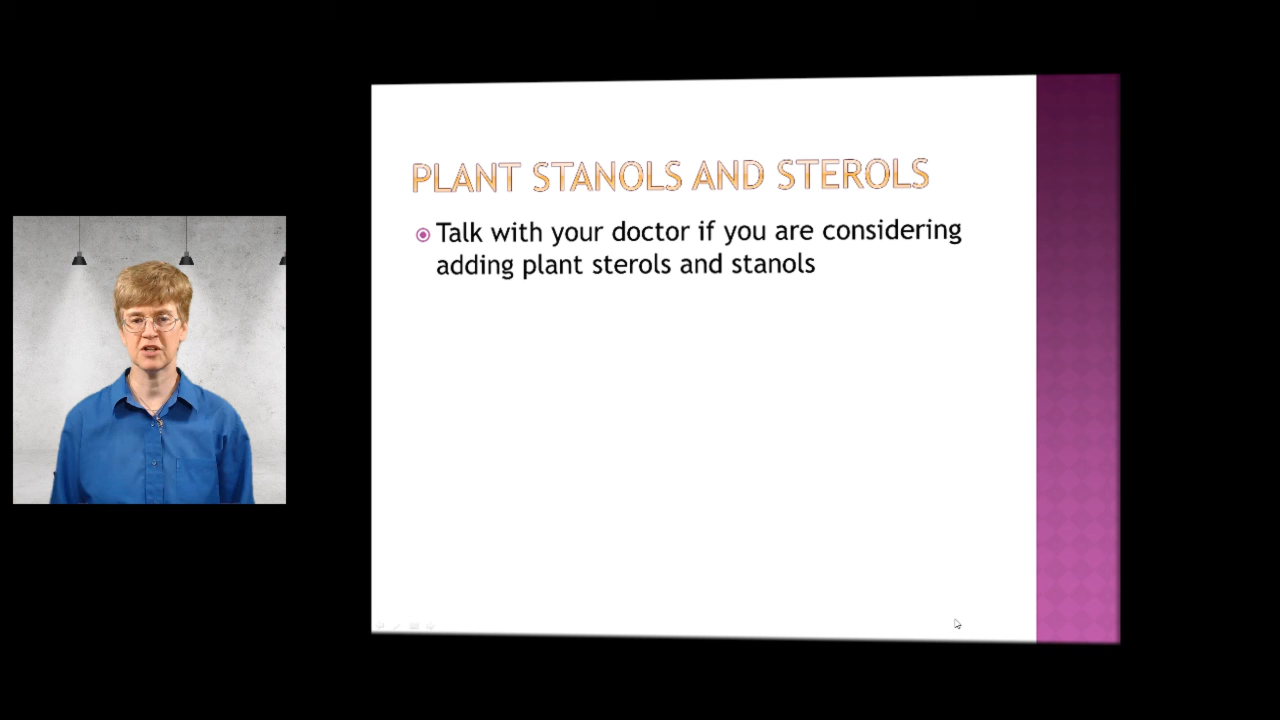 PLANT STANOLS AND STEROLS
Talk with your doctor if you are considering
adding plant sterols and stanols